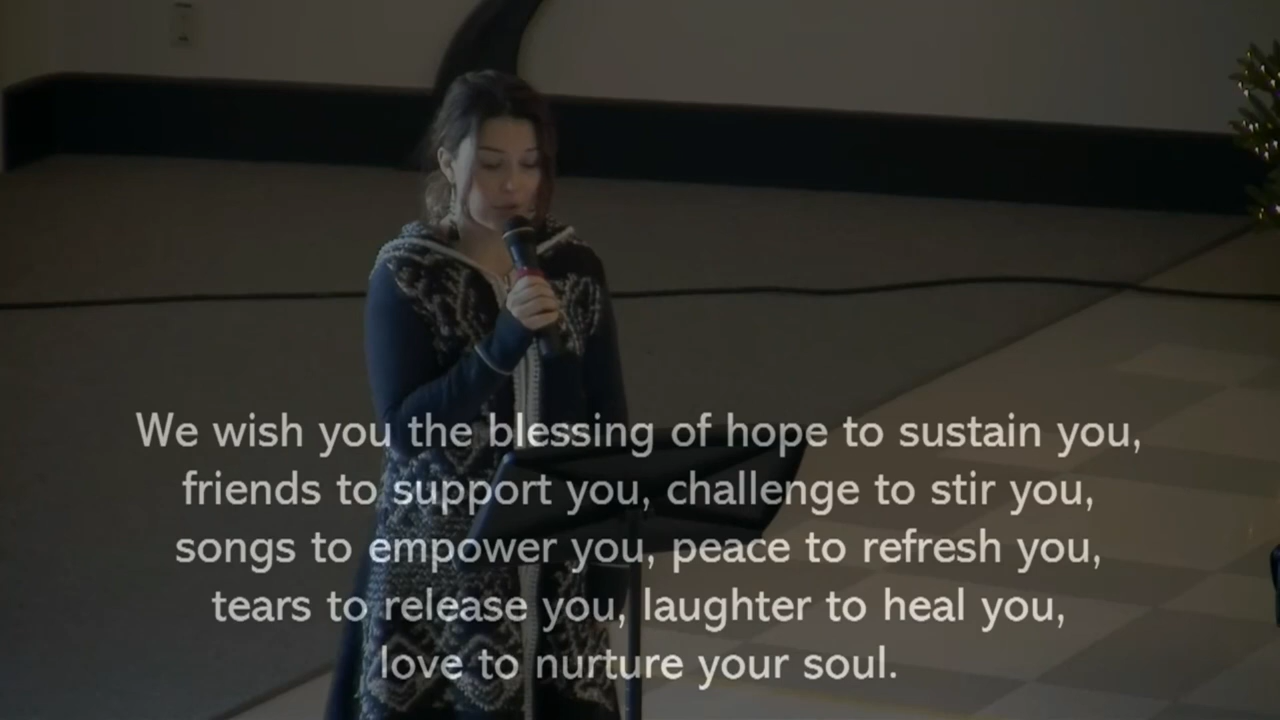 We wish you the blessing of hope to sustain you,
friends to support you, challenge to stir you,
songs to empower you, peace to refresh you,
tears to release you, laughter to heal you,
love to nurture your soul.